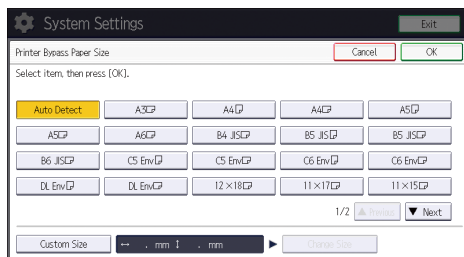 System Settings Exit
Printer Bypass Paper Size Cancel OK
Select item, then press [OK].
Auto Detect A3 A4 A4 A5
A5 A6 B4 JIS B5 JIS B5 JIS
B6 JIS C5 Env C5 Env C6 Env C6 Env
DL Env DL Env 12×18 11×17 11×15
1/2 ▲ Previous ▼ Next
Custom Size ↔ . mm ↕ . mm ▶ Change Size